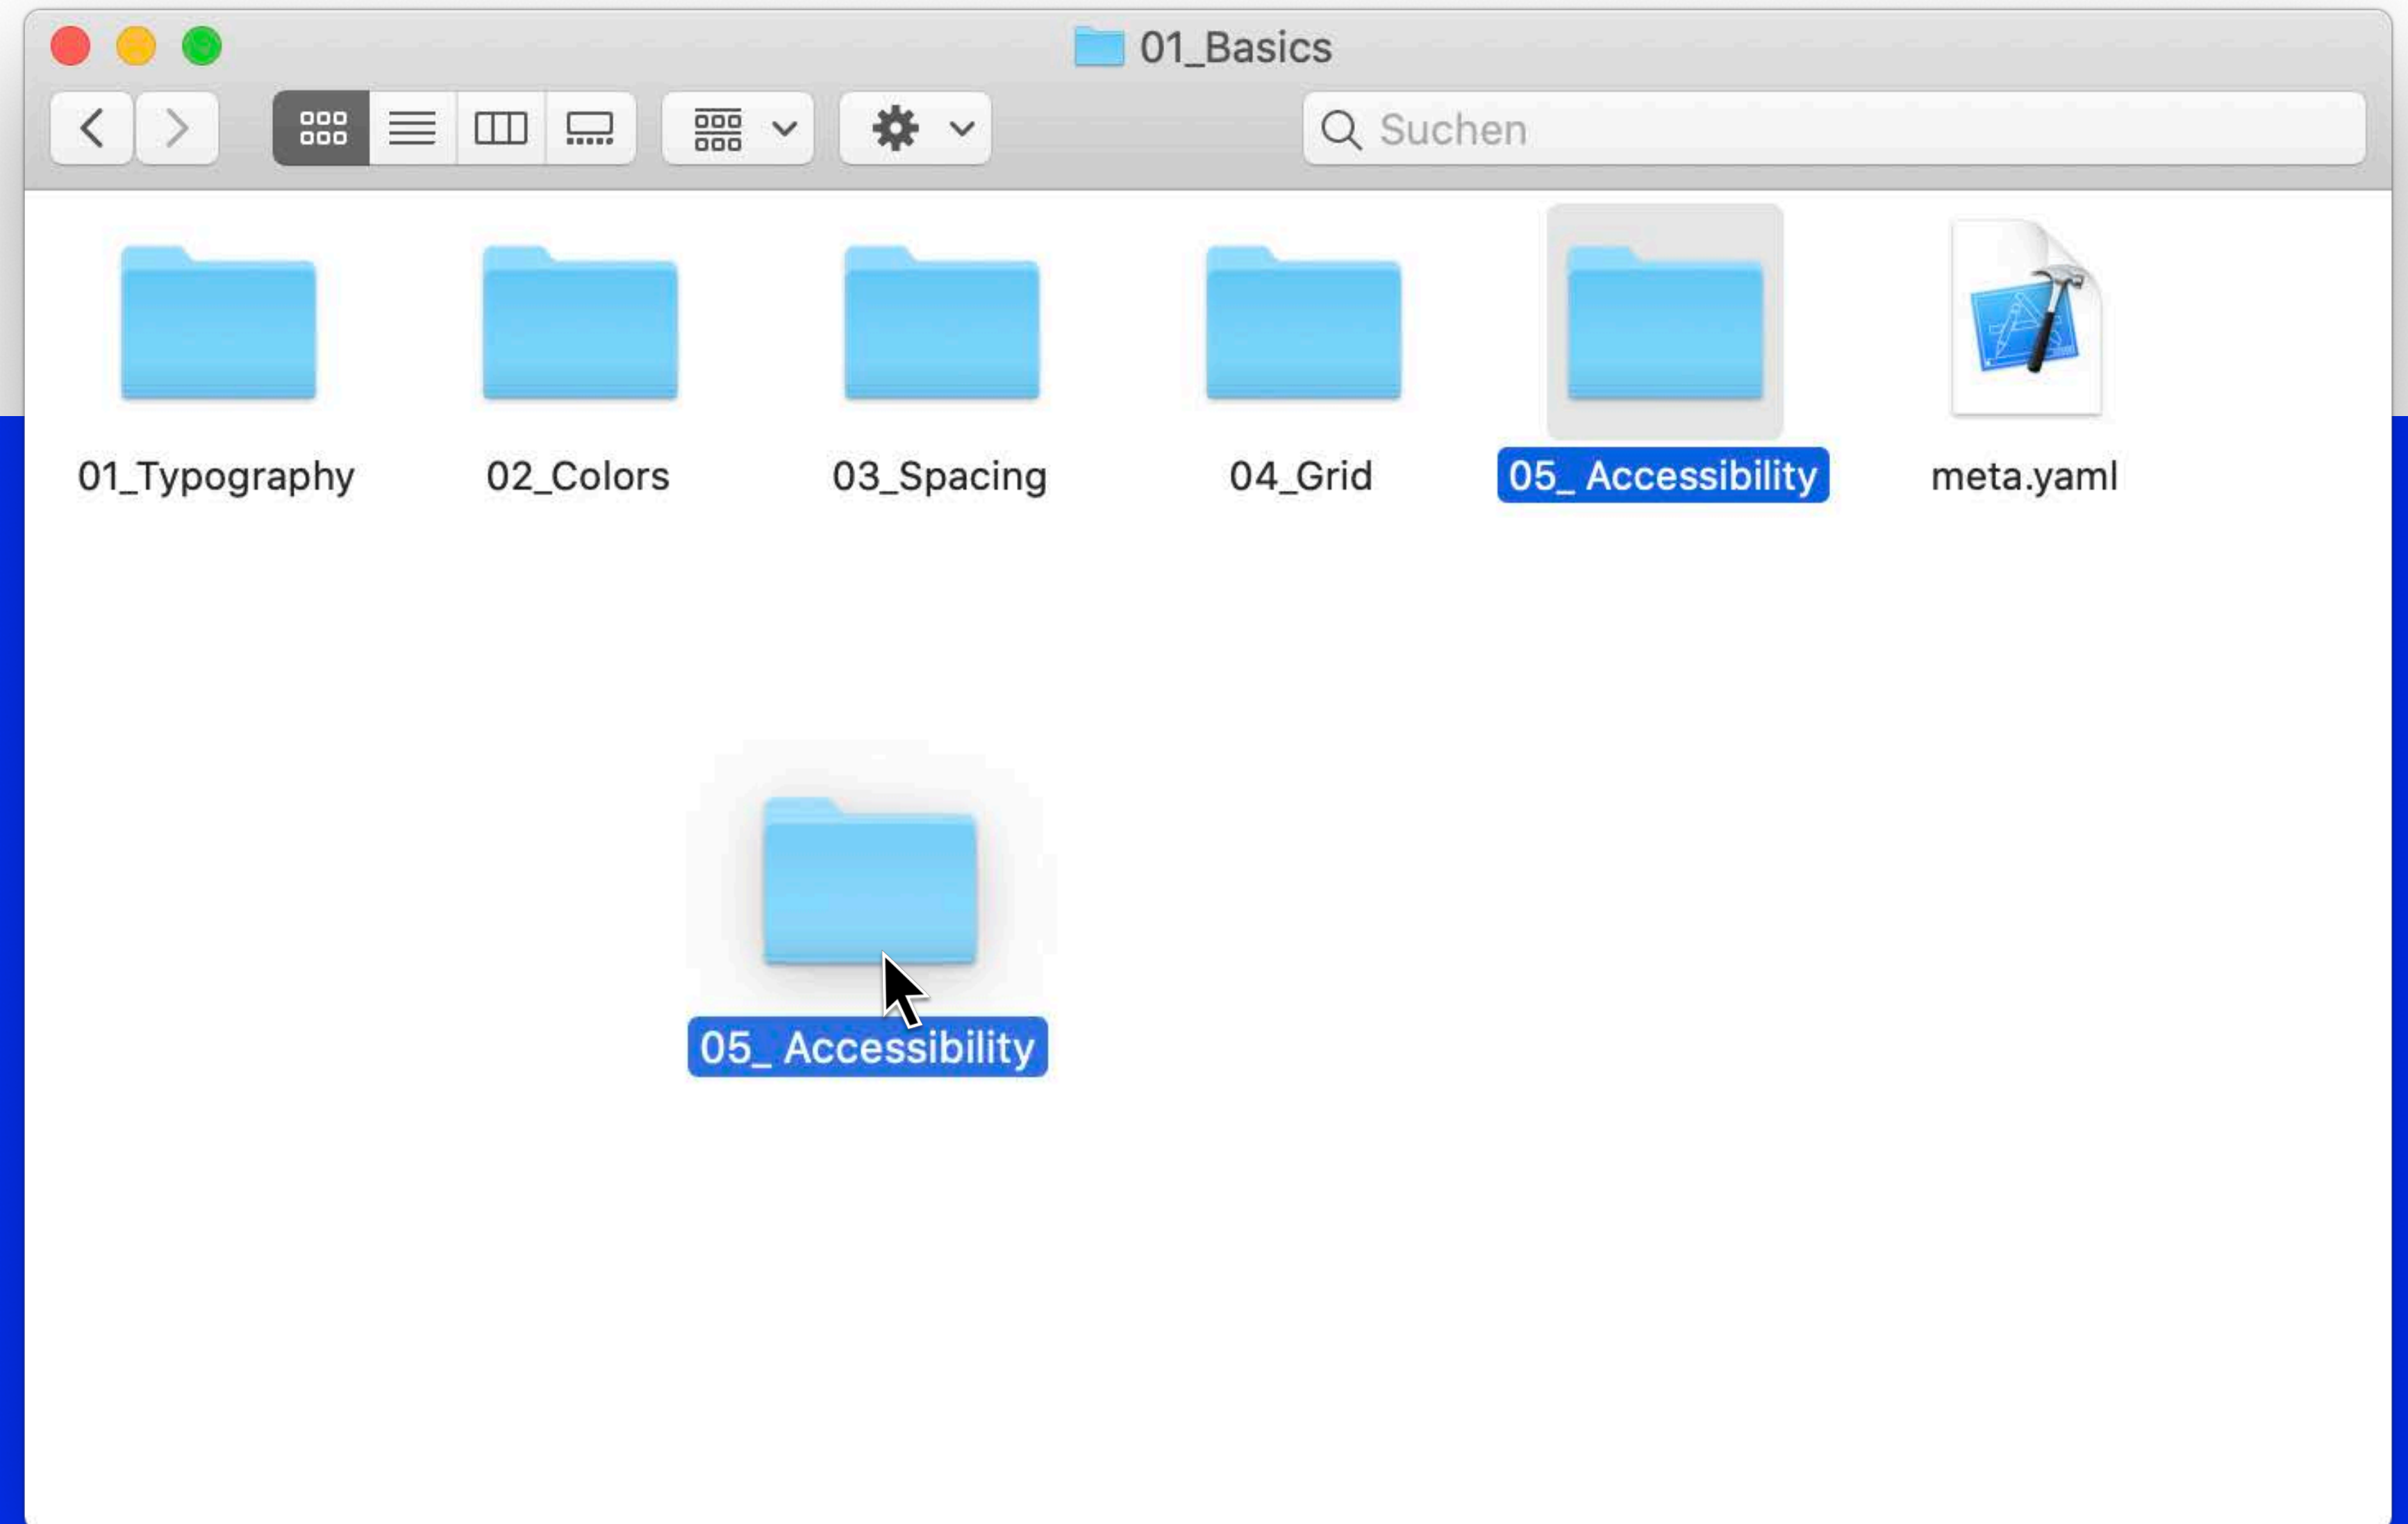 01_Basics
Suchen
01_Typography
02_Colors
03_Spacing
04_Grid
05_ Accessibility
meta.yaml
05_ Accessibility